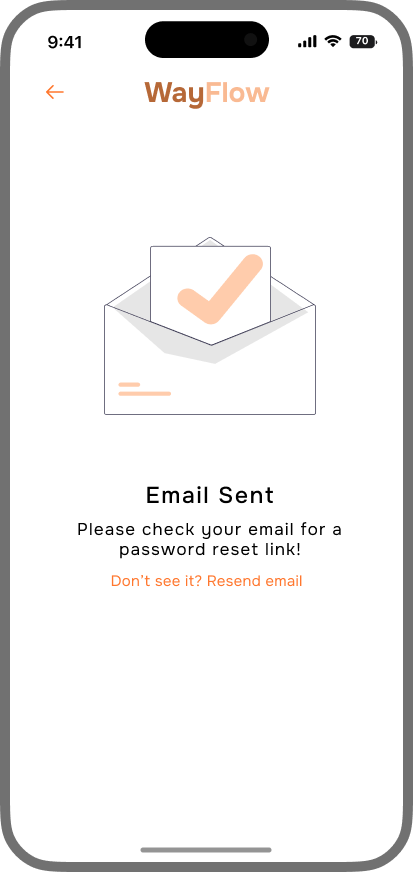 9:41
70
WayFlow
Email Sent
Please check your email for a
password reset link!
Don't see it? Resend email